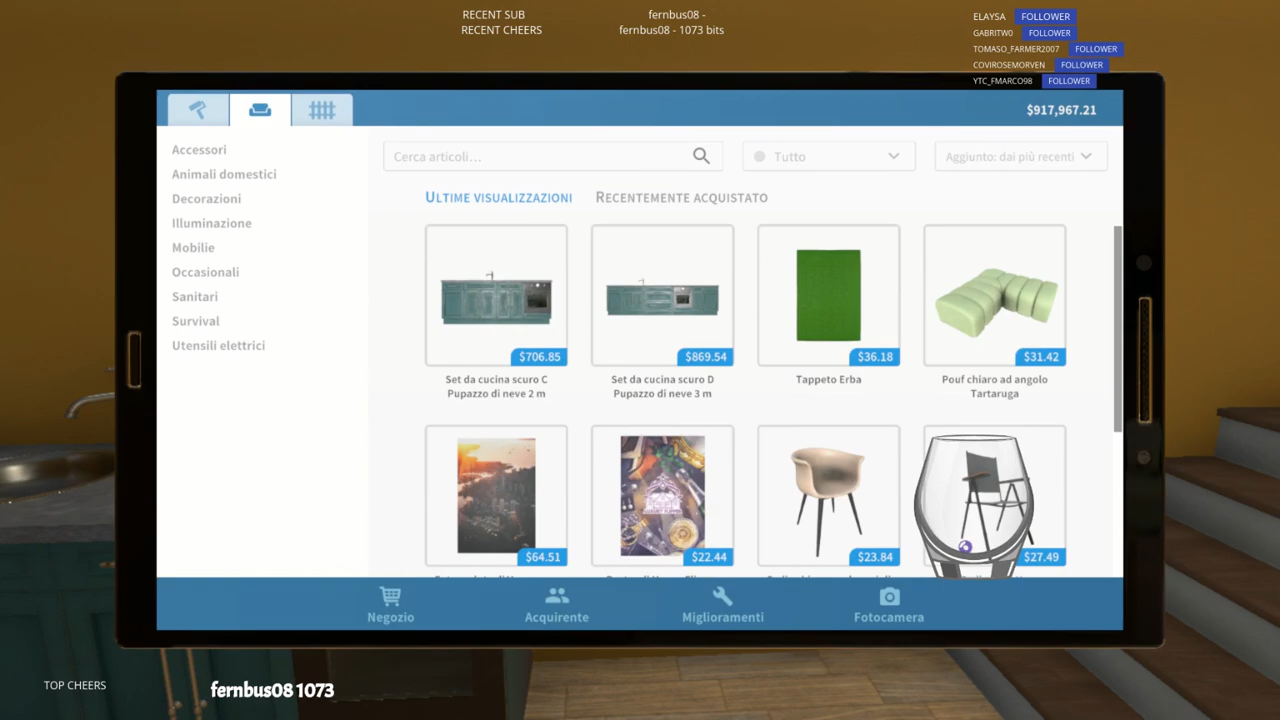 RECENT SUB
fernbus08 -
RECENT CHEERS
fernbus08 - 1073 bits
ELAYSA FOLLOWER
GABRITW0 FOLLOWER
TOMASO_FARMER2007 FOLLOWER
COVIROSEMORVEN FOLLOWER
YTC_FMARCO98 FOLLOWER
$917,967.21
Accessori
Animali domestici
Decorazioni
Illuminazione
Mobilie
Occasionali
Sanitari
Survival
Utensili elettrici
Cerca articoli...
Tutto
Aggiunto: dai più recenti
ULTIME VISUALIZZAZIONI
RECENTEMENTE ACQUISTATO
$706.85
Set da cucina scuro C
Pupazzo di neve 2 m
$869.54
Set da cucina scuro D
Pupazzo di neve 3 m
$36.18
Tappeto Erba
$31.42
Pouf chiaro ad angolo
Tartaruga
$64.51
$22.44
$23.84
$27.49
Negozio
Acquirente
Miglioramenti
Fotocamera
TOP CHEERS
fernbus08 1073